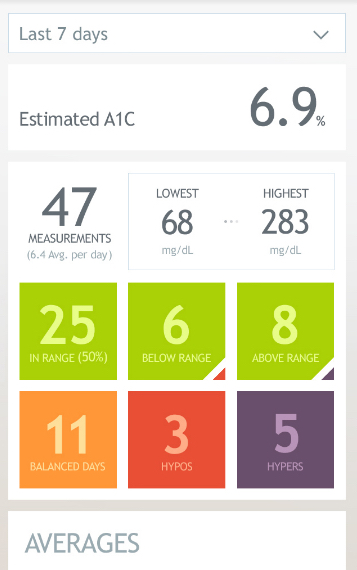 Last 7 days
Estimated A1C
6.9%
47
MEASUREMENTS
(6.4 Avg. per day)
LOWEST
68
mg/dL
HIGHEST
283
mg/dL
25
IN RANGE (50%)
6
BELOW RANGE
8
ABOVE RANGE
11
BALANCED DAYS
3
HYPOS
5
HYPERS
AVERAGES